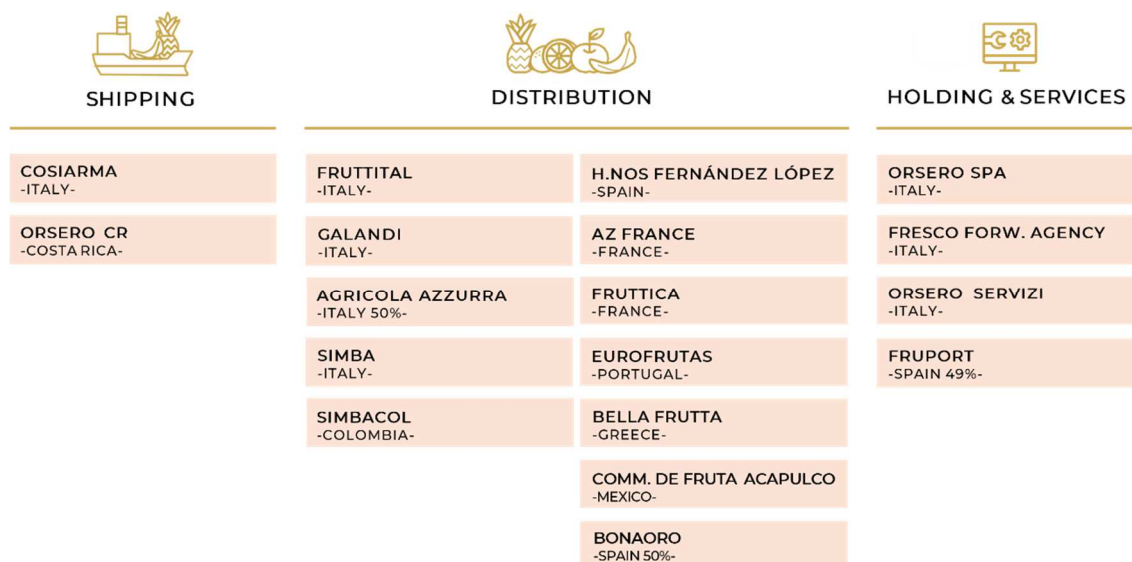 SHIPPING
COSIARMA
-ITALY-
ORSERO CR
-COSTA RICA-
DISTRIBUTION
FRUTTITAL
-ITALY-
GALANDI
-ITALY-
AGRICOLA AZZURRA
-ITALY 50%-
SIMBA
-ITALY-
SIMBACOL
-COLOMBIA-
H.NOS FERNÁNDEZ LÓPEZ
-SPAIN-
AZ FRANCE
-FRANCE-
FRUTTICA
-FRANCE-
EUROFRUTAS
-PORTUGAL-
BELLA FRUTTA
-GREECE-
COMM. DE FRUTA ACAPULCO
-MEXICO-
BONAORO
-SPAIN 50%-
HOLDING & SERVICES
ORSERO SPA
-ITALY-
FRESCO FORW. AGENCY
-ITALY-
ORSERO SERVIZI
-ITALY-
FRUPORT
-SPAIN 49%-